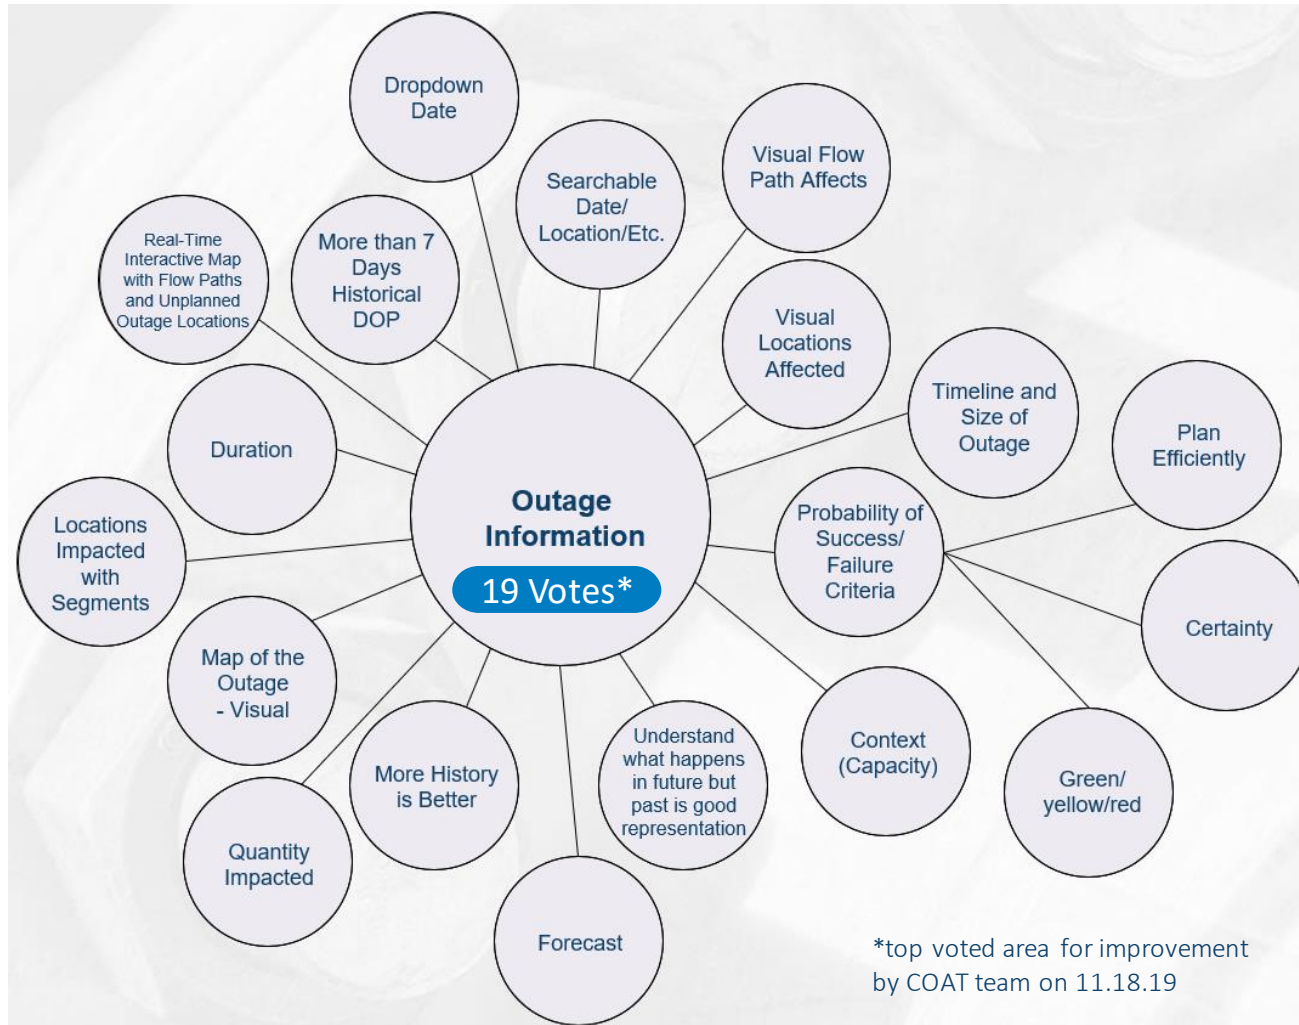 Dropdown
Date
Visual Flow
Path Affects
Searchable
Date/
Location/Etc.
Real-Time
Interactive Map
with Flow Paths
and Unplanned
Outage Locations
More than 7
Days
Historical
DOP
Visual
Locations
Affected
Timeline and
Size of
Outage
Plan
Efficiently
Duration
Outage
Information
19 Votes*
Probability of
Success/
Failure
Criteria
Locations
Impacted
with
Segments
Certainty
Map of the
Outage
- Visual
Context
(Capacity)
Green/
yellow/red
More History
is Better
Understand
what happens
in future but
past is good
representation
Quantity
Impacted
Forecast
*top voted area for improvement
by COAT team on 11.18.19